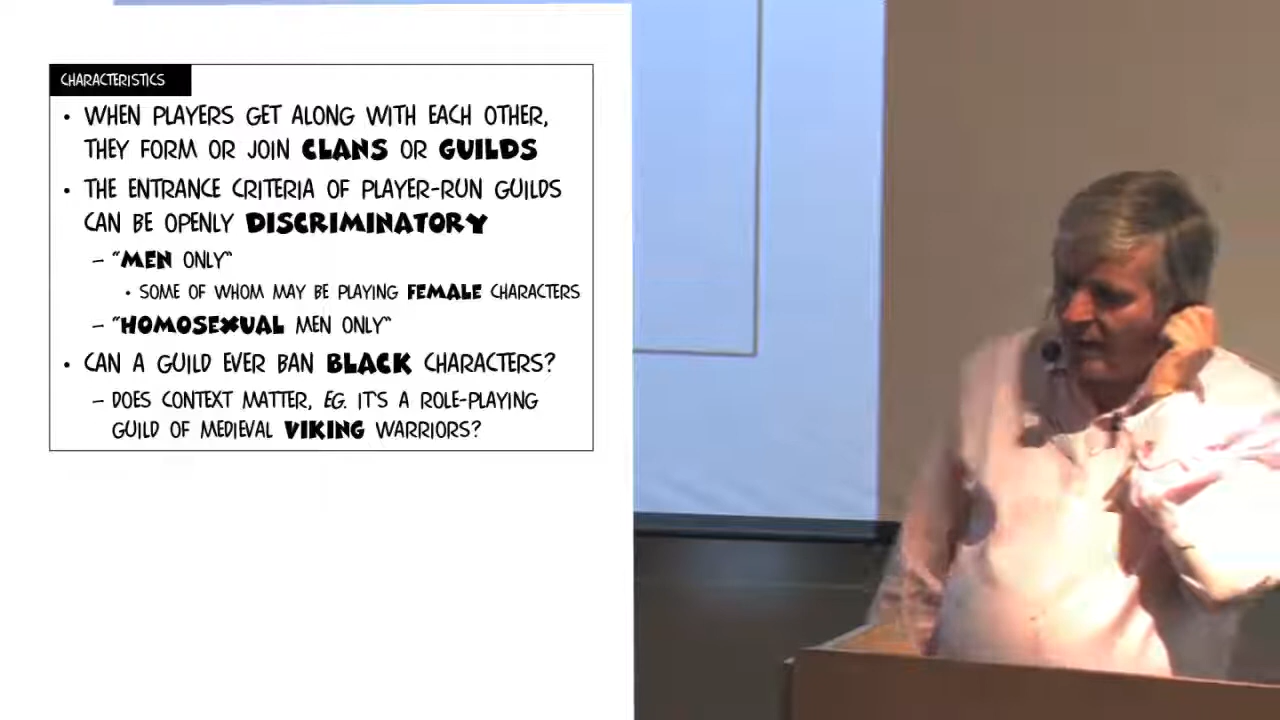 CHARACTERISTICS
• WHEN PLAYERS GET ALONG WITH EACH OTHER,
THEY FORM OR JOIN CLANS OR GUILDS
• THE ENTRANCE CRITERIA OF PLAYER-RUN GUILDS
CAN BE OPENLY DISCRIMINATORY
– "MEN ONLY"
• SOME OF WHOM MAY BE PLAYING FEMALE CHARACTERS
– "HOMOSEXUAL MEN ONLY"
• CAN A GUILD EVER BAN BLACK CHARACTERS?
– DOES CONTEXT MATTER, EG. IT'S A ROLE-PLAYING
GUILD OF MEDIEVAL VIKING WARRIORS?